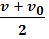 v + v₀
2